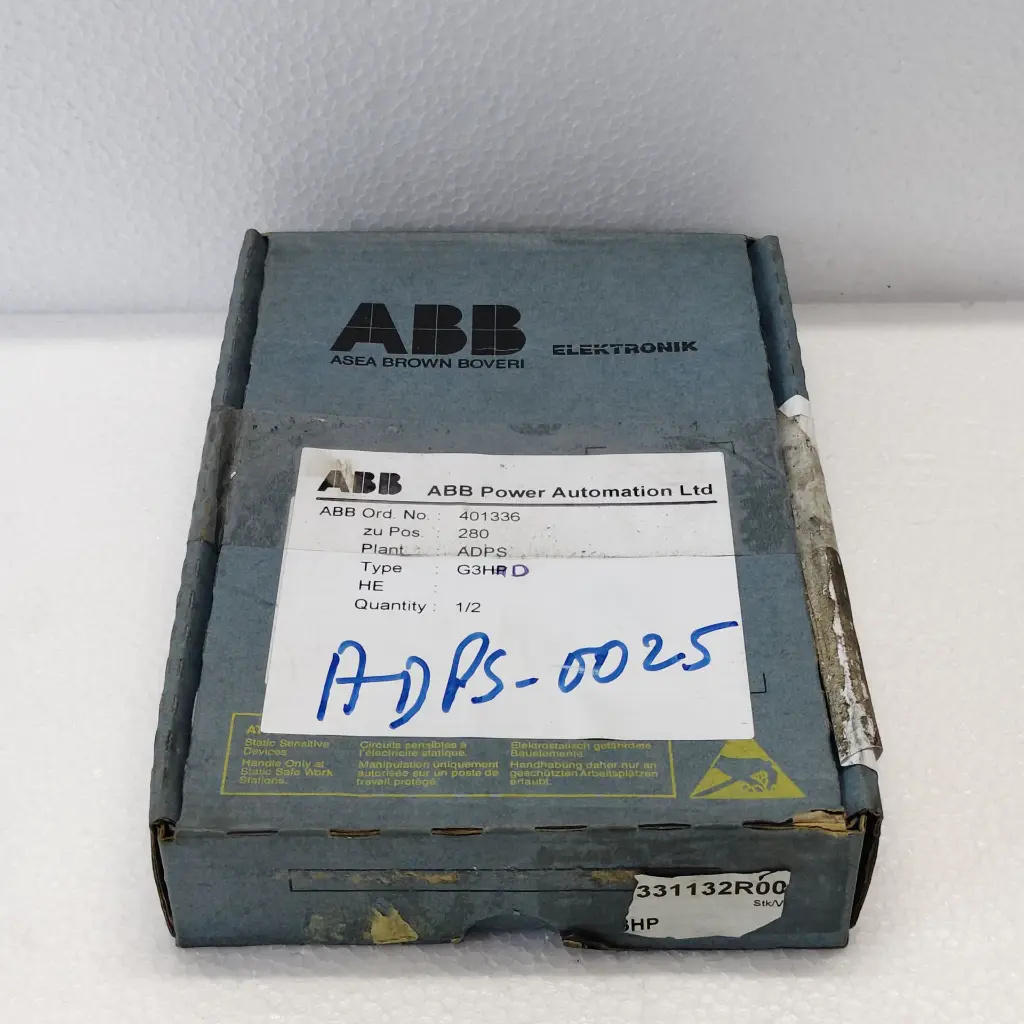 ABB
ASEA BROWN BOVERI
ELEKTRONIK
ABB ABB Power Automation Ltd
ABB Ord. No. : 401336
zu Pos. : 280
Plant : ADPS
Type : G3HAD
HE :
Quantity : 1/2
ADPS-0025
Static Sensitive Devices
Handle Only at
Static Safe Work
Stations.
Circuits sensibles à
l'électricité statique.
Manipulation uniquement
autorisée sur un poste de
travail protégé.
Elektrostatisch gefährdete
Bauelemente
Handhabung daher nur an
geschützten Arbeitsplätzen
erlaubt.
331132R00
Stk/V
3HP